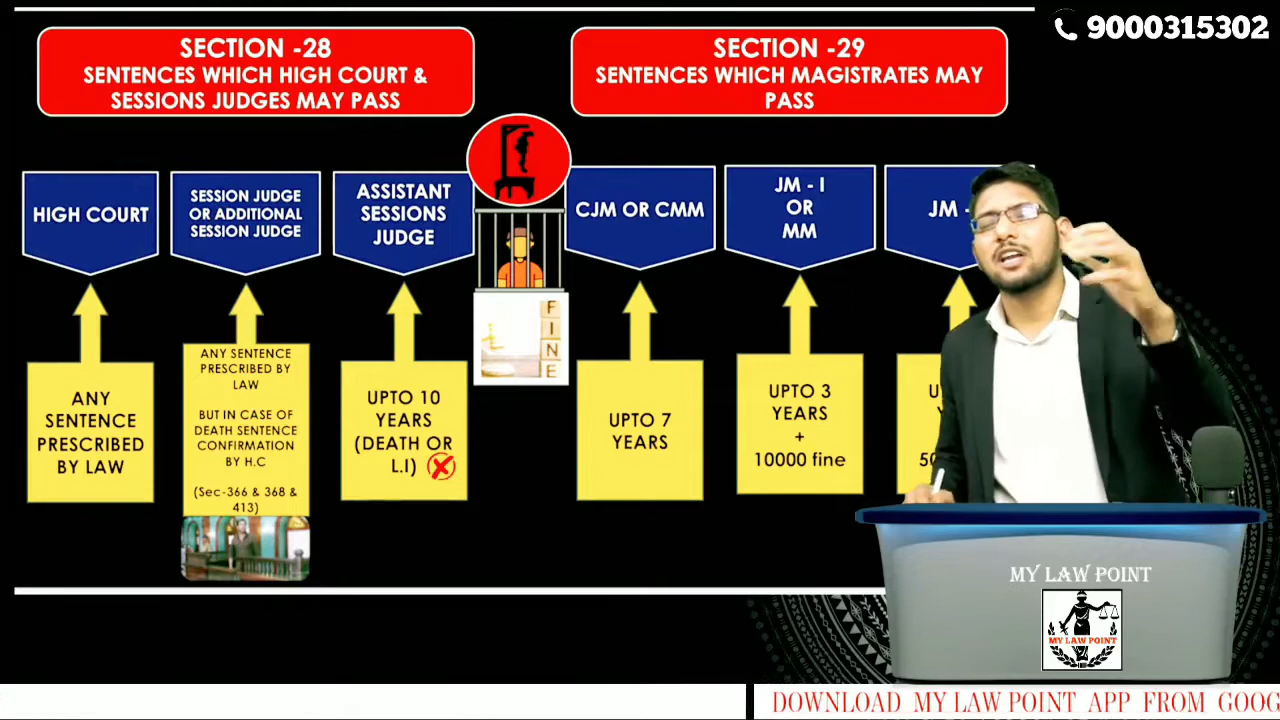 9000315302
SECTION -28
SENTENCES WHICH HIGH COURT &
SESSIONS JUDGES MAY PASS
SECTION -29
SENTENCES WHICH MAGISTRATES MAY
PASS
HIGH COURT
SESSION JUDGE
OR ADDITIONAL
SESSION JUDGE
ASSISTANT
SESSIONS
JUDGE
CJM OR CMM
JM - I
OR
MM
JM -
ANY
SENTENCE
PRESCRIBED
BY LAW
ANY SENTENCE
PRESCRIBED BY
LAW
BUT IN CASE OF
DEATH SENTENCE
CONFIRMATION
BY H.C
(Sec-366 & 368 &
413)
UPTO 10
YEARS
(DEATH OR
L.I)
FINE
UPTO 7
YEARS
UPTO 3
YEARS
+
10000 fine
MY LAW POINT
MY LAW POINT
DOWNLOAD MY LAW POINT APP FROM GOOG